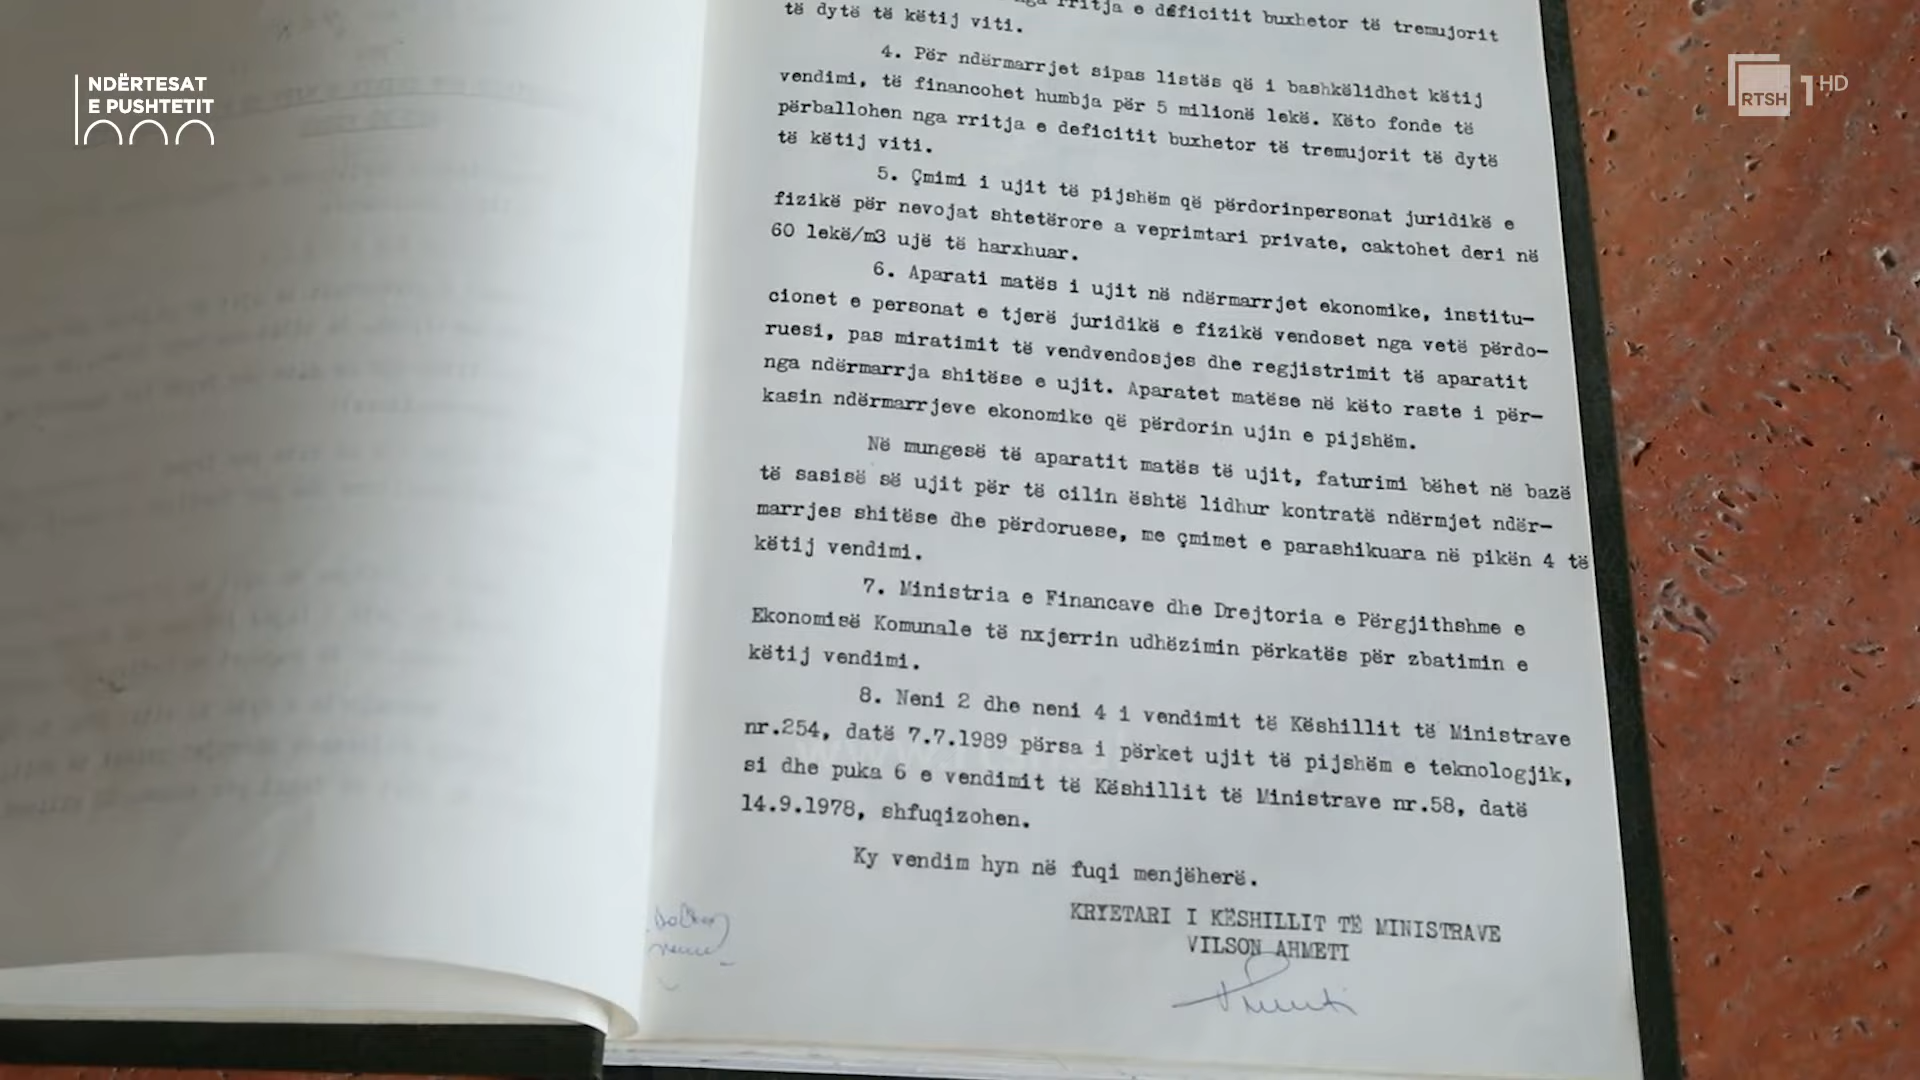 NDËRTESAT
E PUSHTETIT
RTSH 1 HD
rritja e deficitit buxhetor të tremujorit
të dytë të këtij viti.
4. Për ndërmarrjet sipas listës që i bashkëlidhet këtij
vendimi, të financohet humbja për 5 milionë lekë. Këto fonde të
përballohen nga rritja e deficitit buxhetor të tremujorit të dytë
të këtij viti.
5. Çmimi i ujit të pijshëm që përdorinpersonat juridikë e
fizikë për nevojat shtetërore a veprimtari private, caktohet deri në
60 lekë/m3 ujë të harxhuar.
6. Aparati matës i ujit në ndërmarrjet ekonomike, institu-
cionet e personat e tjerë juridikë e fizikë vendoset nga vetë përdo-
ruesi, pas miratimit të vendvendosjes dhe regjistrimit të aparatit
nga ndërmarrja shitëse e ujit. Aparatet matëse në këto raste i për-
kasin ndërmarrjeve ekonomike që përdorin ujin e pijshëm.
Në mungesë të aparatit matës të ujit, faturimi bëhet në bazë
të sasisë së ujit për të cilin është lidhur kontratë ndërmjet ndër-
marrjes shitëse dhe përdoruese, me çmimet e parashikuara në pikën 4 të
këtij vendimi.
7. Ministria e Financave dhe Drejtoria e Përgjithshme e
Ekonomisë Komunale të nxjerrin udhëzimin përkatës për zbatimin e
këtij vendimi.
8. Neni 2 dhe neni 4 i vendimit të Këshillit të Ministrave
nr.254, datë 7.7.1989 përsa i përket ujit të pijshëm e teknologjik,
si dhe puka 6 e vendimit të Këshillit të Ministrave nr.58, datë
14.9.1978, shfuqizohen.
Ky vendim hyn në fuqi menjëherë.
KRYETARI I KËSHILLIT TË MINISTRAVE
VILSON AHMETI